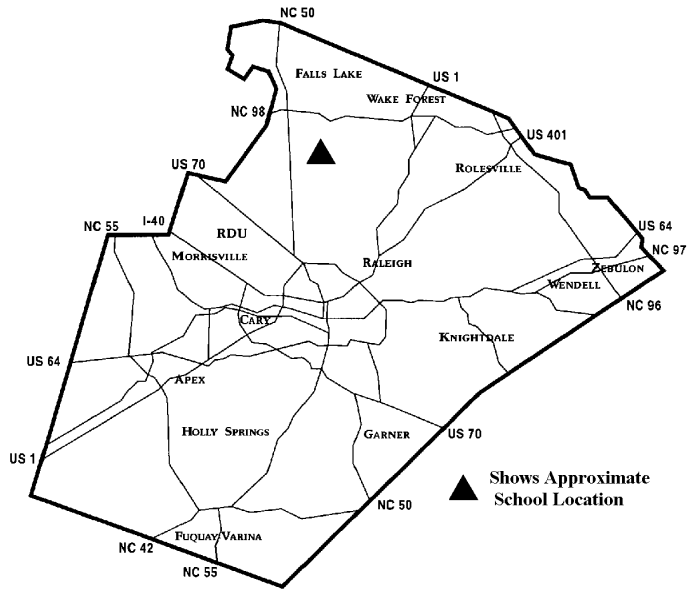 NC 50
FALLS LAKE
US 1
WAKE FOREST
NC 98
US 401
US 70
ROLESVILLE
NC 55
I-40
RDU
US 64
NC 97
MORRISVILLE
RALEIGH
ZEBULON
WENDELL
NC 96
CARY
KNIGHTDALE
US 64
APEX
HOLLY SPRINGS
GARNER
US 70
US 1
Shows Approximate
School Location
NC 50
FUQUAY-VARINA
NC 42
NC 55